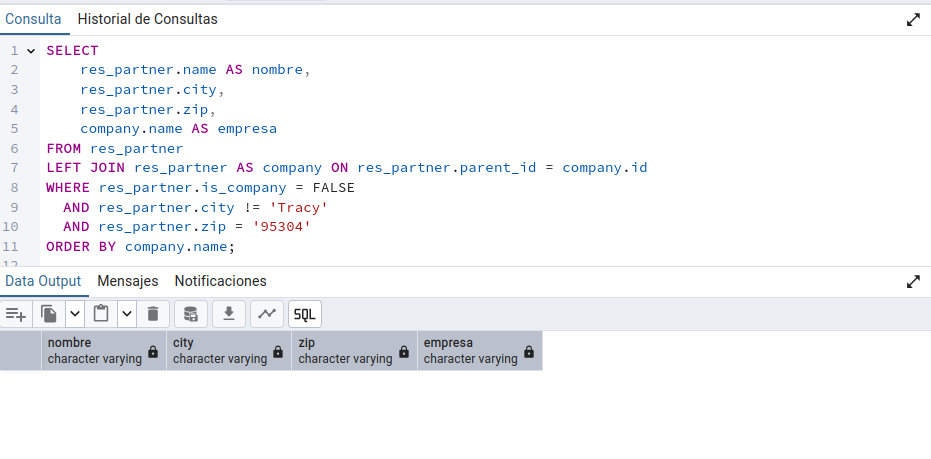 Consulta Historial de Consultas
1 SELECT
2 res_partner.name AS nombre,
3 res_partner.city,
4 res_partner.zip,
5 company.name AS empresa
6 FROM res_partner
7 LEFT JOIN res_partner AS company ON res_partner.parent_id = company.id
8 WHERE res_partner.is_company = FALSE
9 AND res_partner.city != 'Tracy'
10 AND res_partner.zip = '95304'
11 ORDER BY company.name;
12
Data Output Mensajes Notificaciones
SQL
nombre city zip empresa
character varying character varying character varying character varying